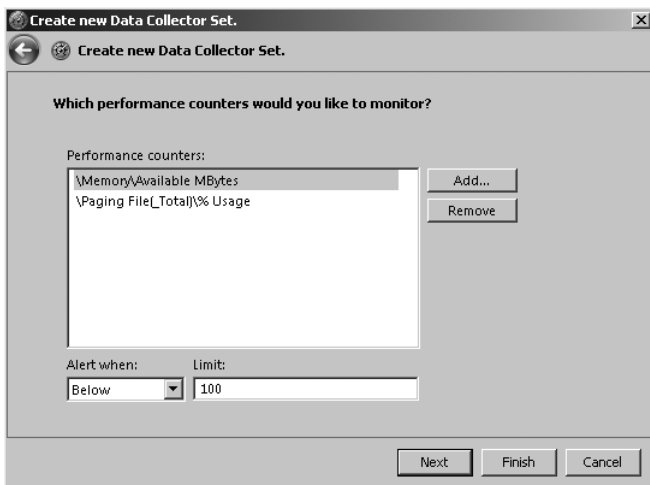 Create new Data Collector Set.
Create new Data Collector Set.
Which performance counters would you like to monitor?
Performance counters:
\Memory\Available MBytes
\Paging File(_Total)\% Usage
Add...
Remove
Alert when:
Limit:
Below
100
Next
Finish
Cancel